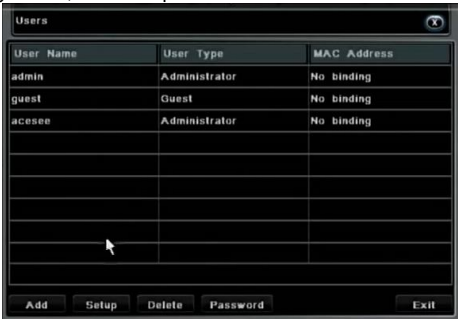 Users
User Name User Type MAC Address
admin Administrator No binding
guest Guest No binding
acesee Administrator No binding
Add Setup Delete Password Exit